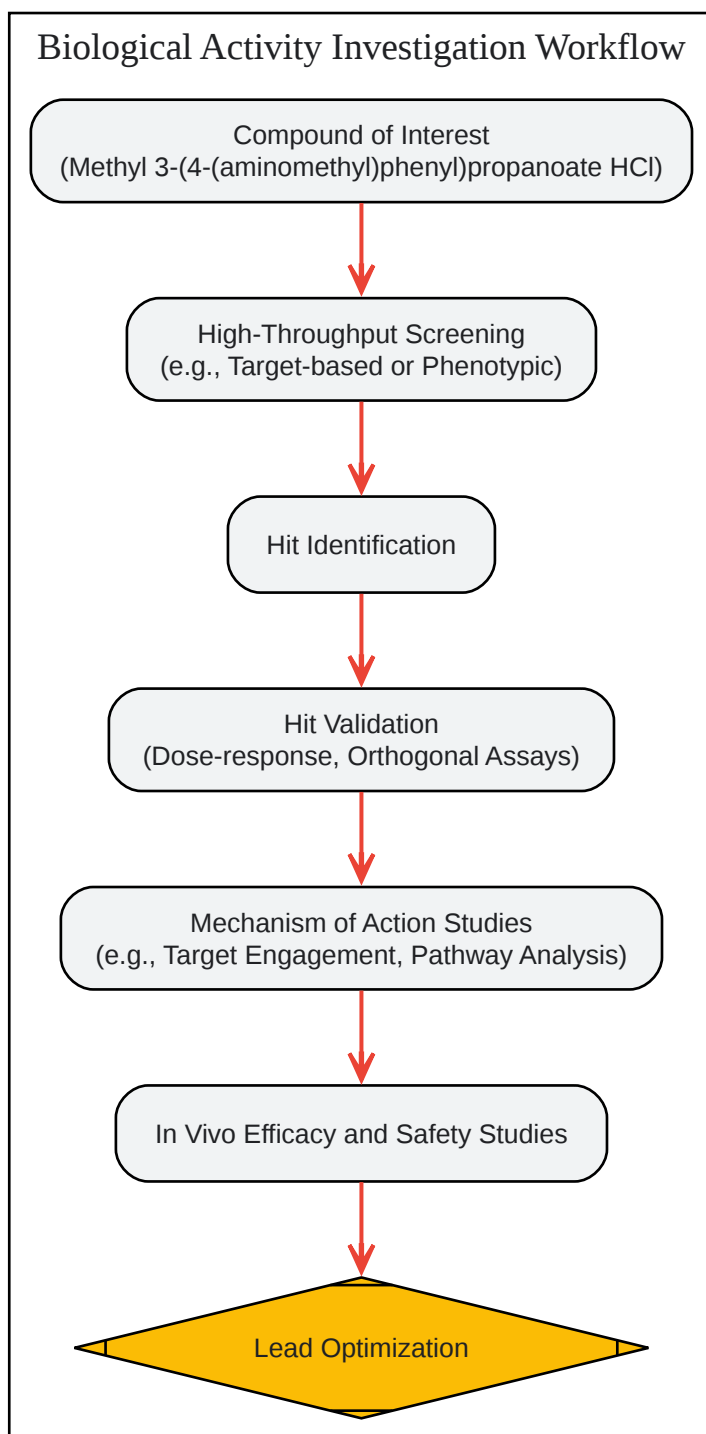 Biological Activity Investigation Workflow
Compound of Interest
(Methyl 3-(4-(aminomethyl)phenyl)propanoate HCl)
High-Throughput Screening
(e.g., Target-based or Phenotypic)
Hit Identification
Hit Validation
(Dose-response, Orthogonal Assays)
Mechanism of Action Studies
(e.g., Target Engagement, Pathway Analysis)
In Vivo Efficacy and Safety Studies
Lead Optimization